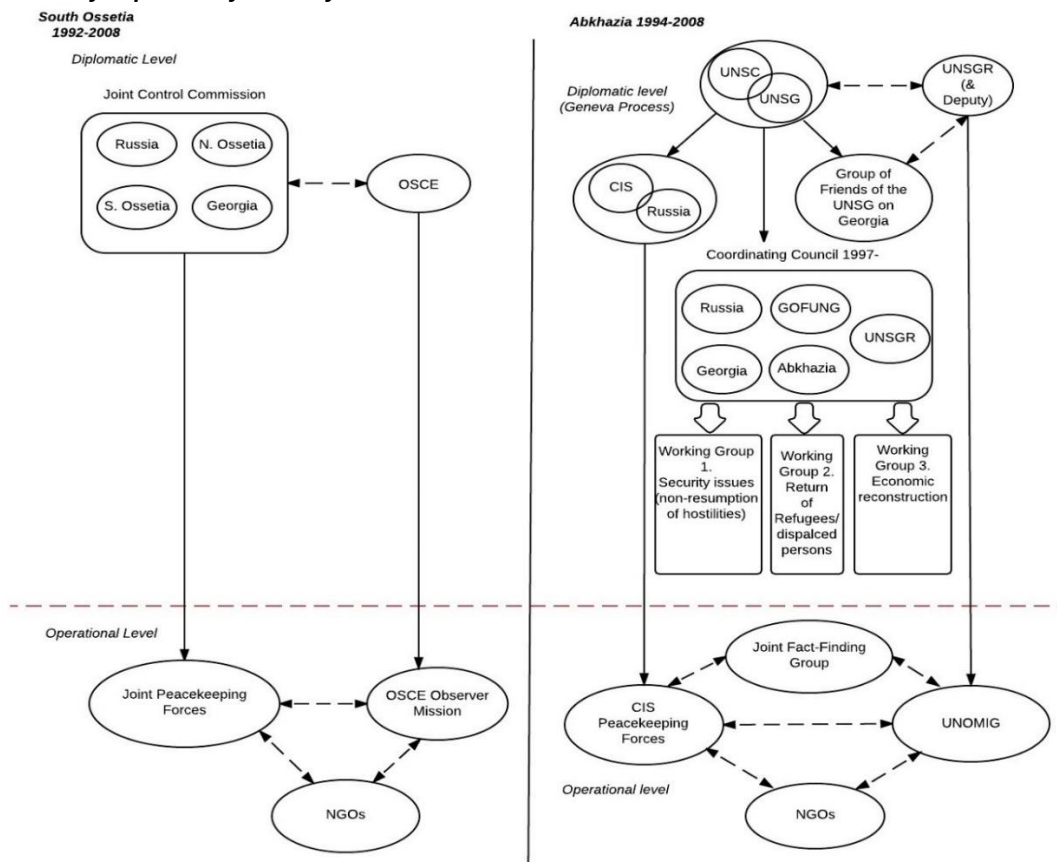 South Ossetia
1992-2008
Diplomatic Level
Joint Control Commission
Russia
N. Ossetia
S. Ossetia
Georgia
OSCE
Operational Level
Joint Peacekeeping
Forces
OSCE Observer
Mission
NGOs
Abkhazia 1994-2008
Diplomatic level
(Geneva Process)
UNSC
UNSG
UNSGR
(&
Deputy)
CIS
Russia
Group of
Friends of the
UNSG on
Georgia
Coordinating Council 1997-
Russia
GOFUNG
UNSGR
Georgia
Abkhazia
Working Group
1.
Security issues
(non-resumption
of hostilities)
Working
Group 2.
Return
of
Refugees/
dispalced
persons
Working
Group 3.
Economic
reconstruction
Joint Fact-Finding
Group
CIS
Peacekeeping
Forces
UNOMIG
Operational level
NGOs